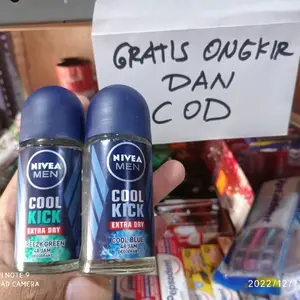 GRATIS ONGKIR
DAN
COD
NIVEA
MEN
COOL
KICK
EXTRA DRY
NIVEA
MEN
COOL
KICK
EXTRA DRY
COOL BLUE
NOTE 9
CAMERA
2022/12/